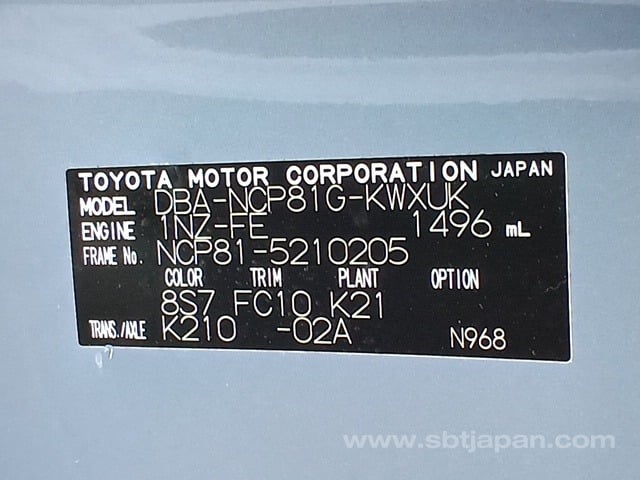 TOYOTA MOTOR CORPORATION JAPAN
MODEL DBA-NCP81G-KWXUK
ENGINE 1NZ-FE 1496 mL
FRAME No. NCP81-5210205
COLOR TRIM PLANT OPTION
8S7 FC10 K21
TRANS./AXLE K210 -02A N968
www.sbtjapan.com